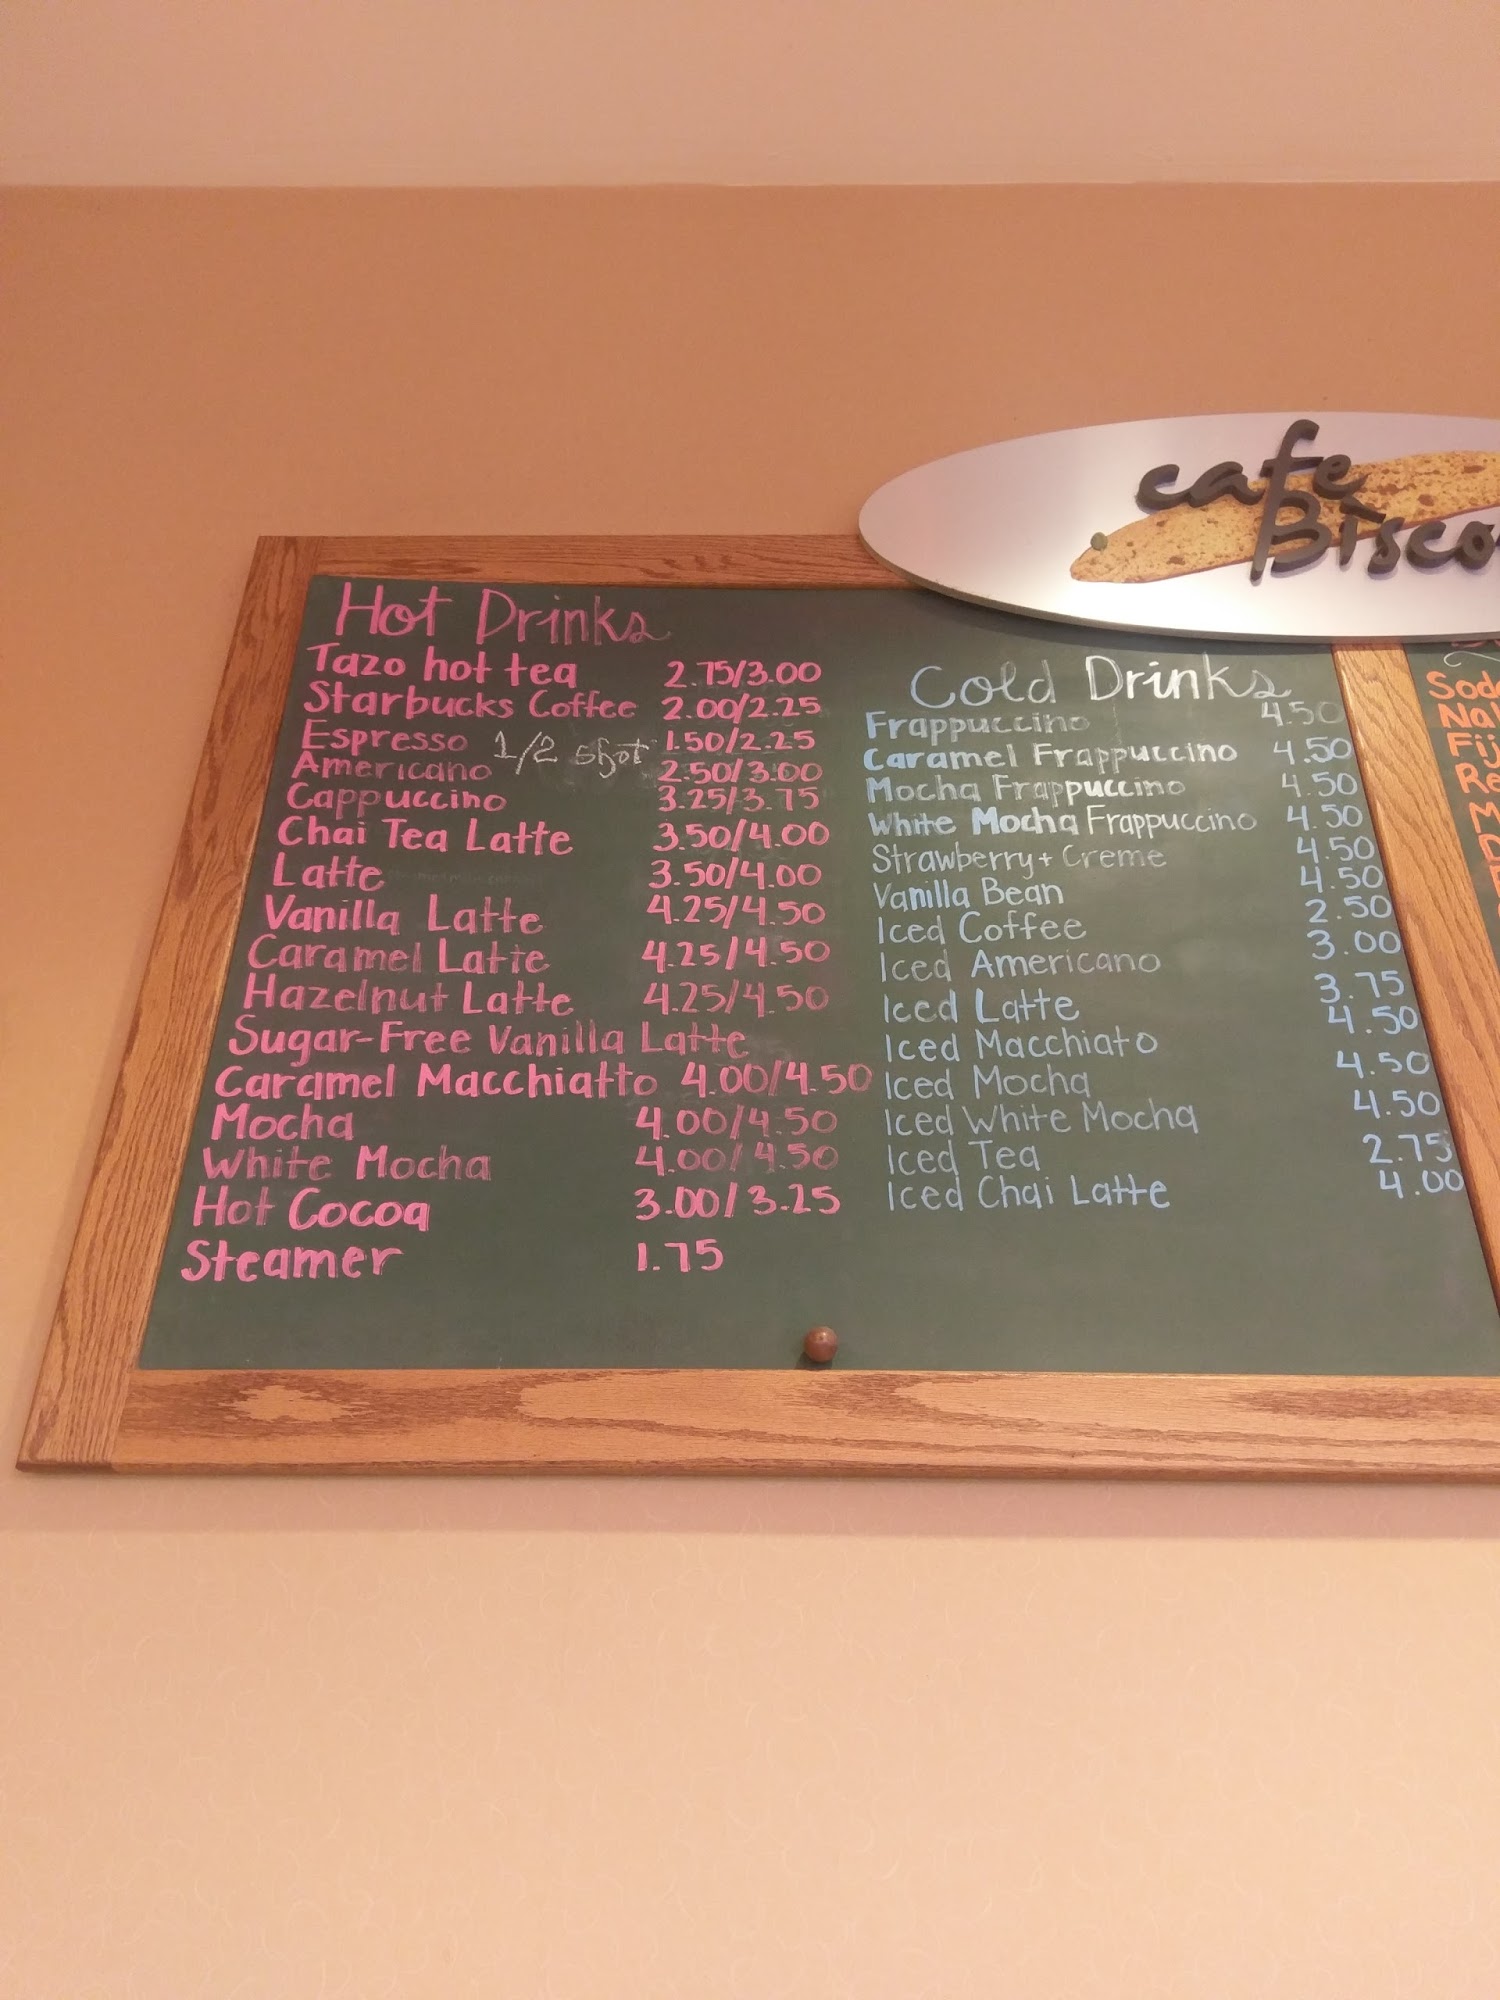 cafe
Bisco
Hot Drinks
Tazo hot tea 2.75/3.00
Starbucks Coffee 2.00/2.25
Espresso 1/2 shot 1.50/2.25
Americano 2.50/3.00
Cappuccino 3.25/3.75
Chai Tea Latte 3.50/4.00
Latte 3.50/4.00
Vanilla Latte 4.25/4.50
Caramel Latte 4.25/4.50
Hazelnut Latte 4.25/4.50
Sugar-Free Vanilla Latte
Caramel Macchiatto 4.00/4.50
Mocha 4.00/4.50
White Mocha 4.00/4.50
Hot Cocoa 3.00/3.25
Steamer 1.75
Cold Drinks
Frappuccino 4.50
Caramel Frappuccino 4.50
Mocha Frappuccino 4.50
White Mocha Frappuccino 4.50
Strawberry+ Creme 4.50
Vanilla Bean 4.50
Iced Coffee 2.50
Iced Americano 3.00
Iced Latte 3.75
Iced Macchiato 4.50
Iced Mocha 4.50
Iced White Mocha 4.50
Iced Tea 2.75
Iced Chai Latte 4.00
Sod
Na
Fij
Re
M